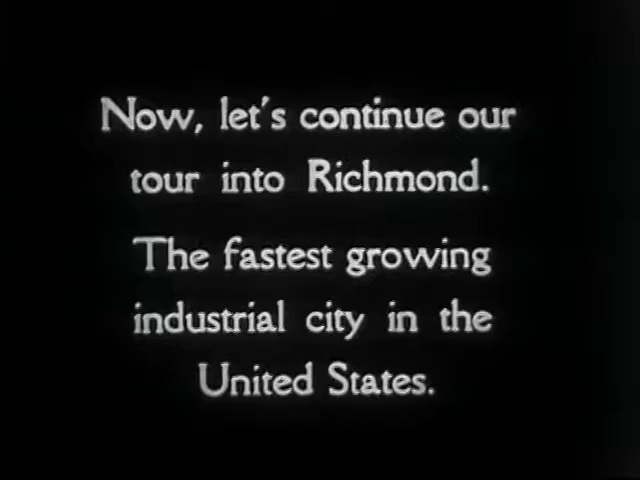 Now, let's continue our
tour into Richmond.
The fastest growing
industrial city in the
United States.